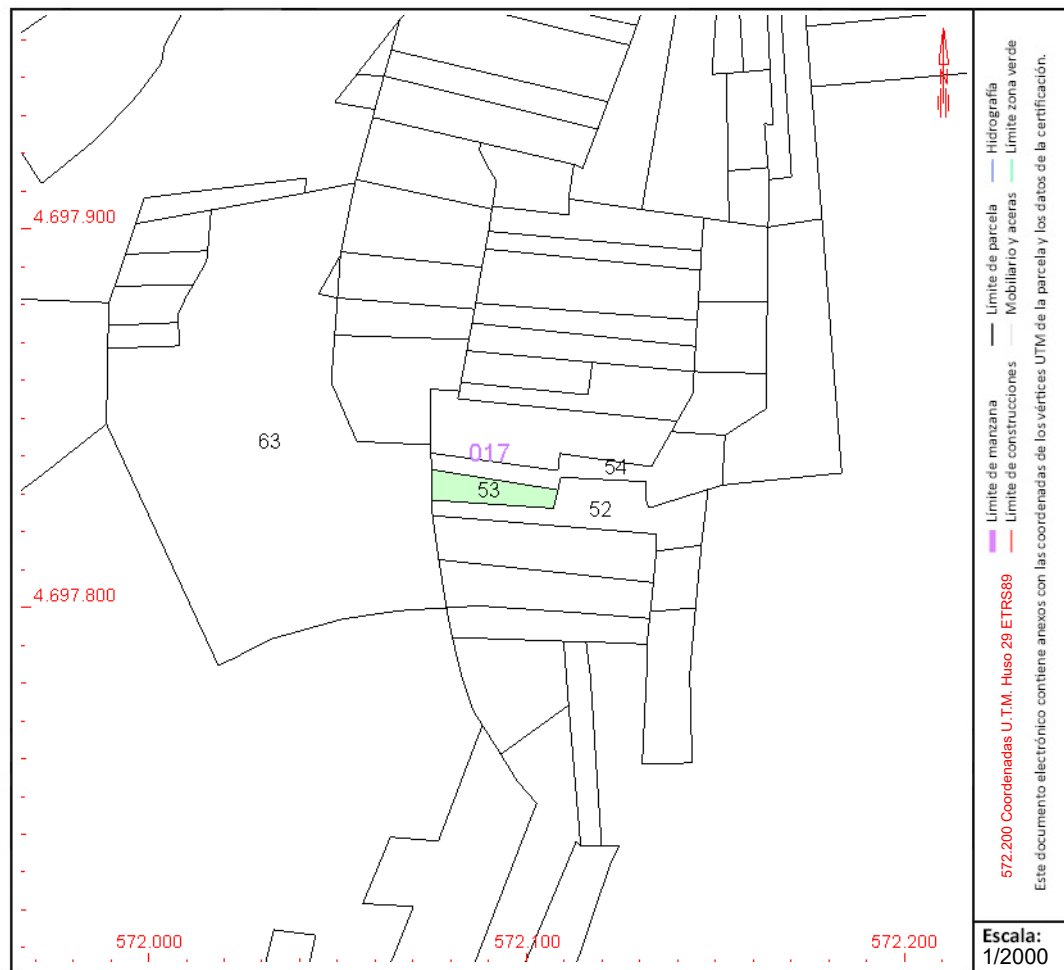 4.697.900
63
017
54
53
52
4.697.800
572.000
572.100
572.200
N
Límite de manzana
Límite de parcela
Hidrografía
Límite de construcciones
Mobiliario y aceras
Límite zona verde
572.200 Coordenadas U.T.M. Huso 29 ETRS89
Este documento electrónico contiene anexos con las coordenadas de los vértices UTM de la parcela y los datos de la certificación.
Escala:
1/2000